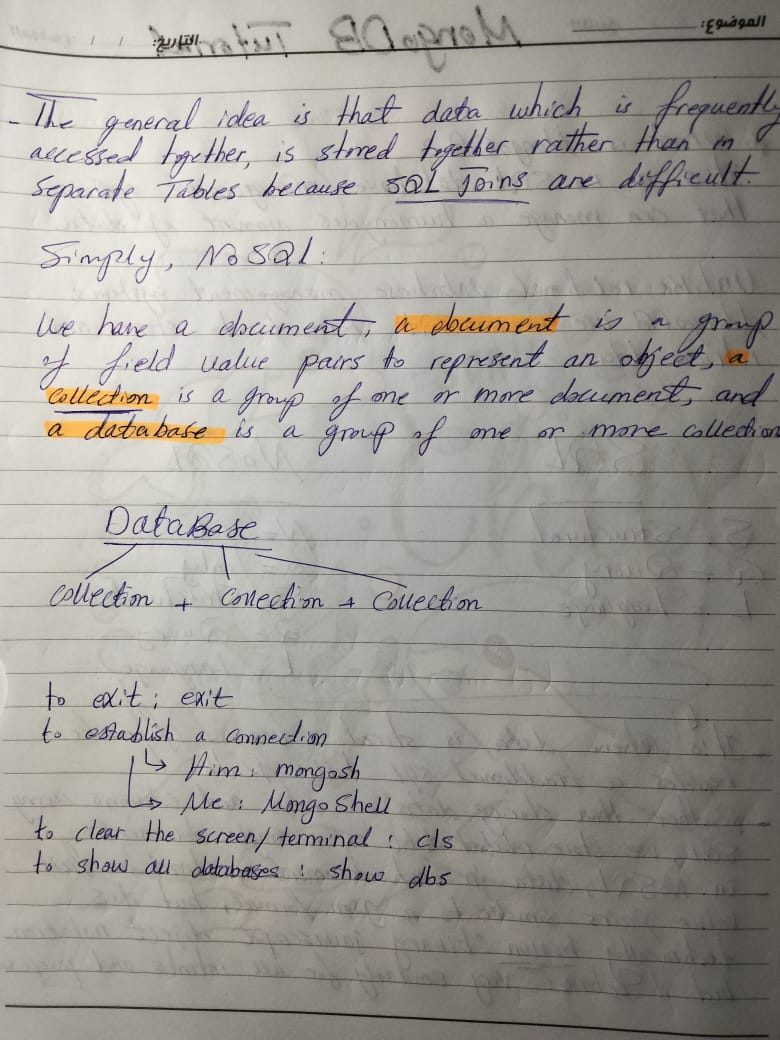 الموضوع:
التاريخ: / /
MongoDB Tutorial
- The general idea is that data which is frequently
accessed together, is stored together rather than in
Separate Tables because SQL Joins are difficult.
Simply, NoSQL:
We have a document, a document is a group
of field value pairs to represent an object, a
collection is a group of one or more document, and
a database is a group of one or more collection
DataBase
Collection + Collection + Collection
to exit: exit
to establish a connection
↳ Him: mongosh
↳ Me: MongoShell
to clear the screen/terminal : cls
to show all databases : show dbs